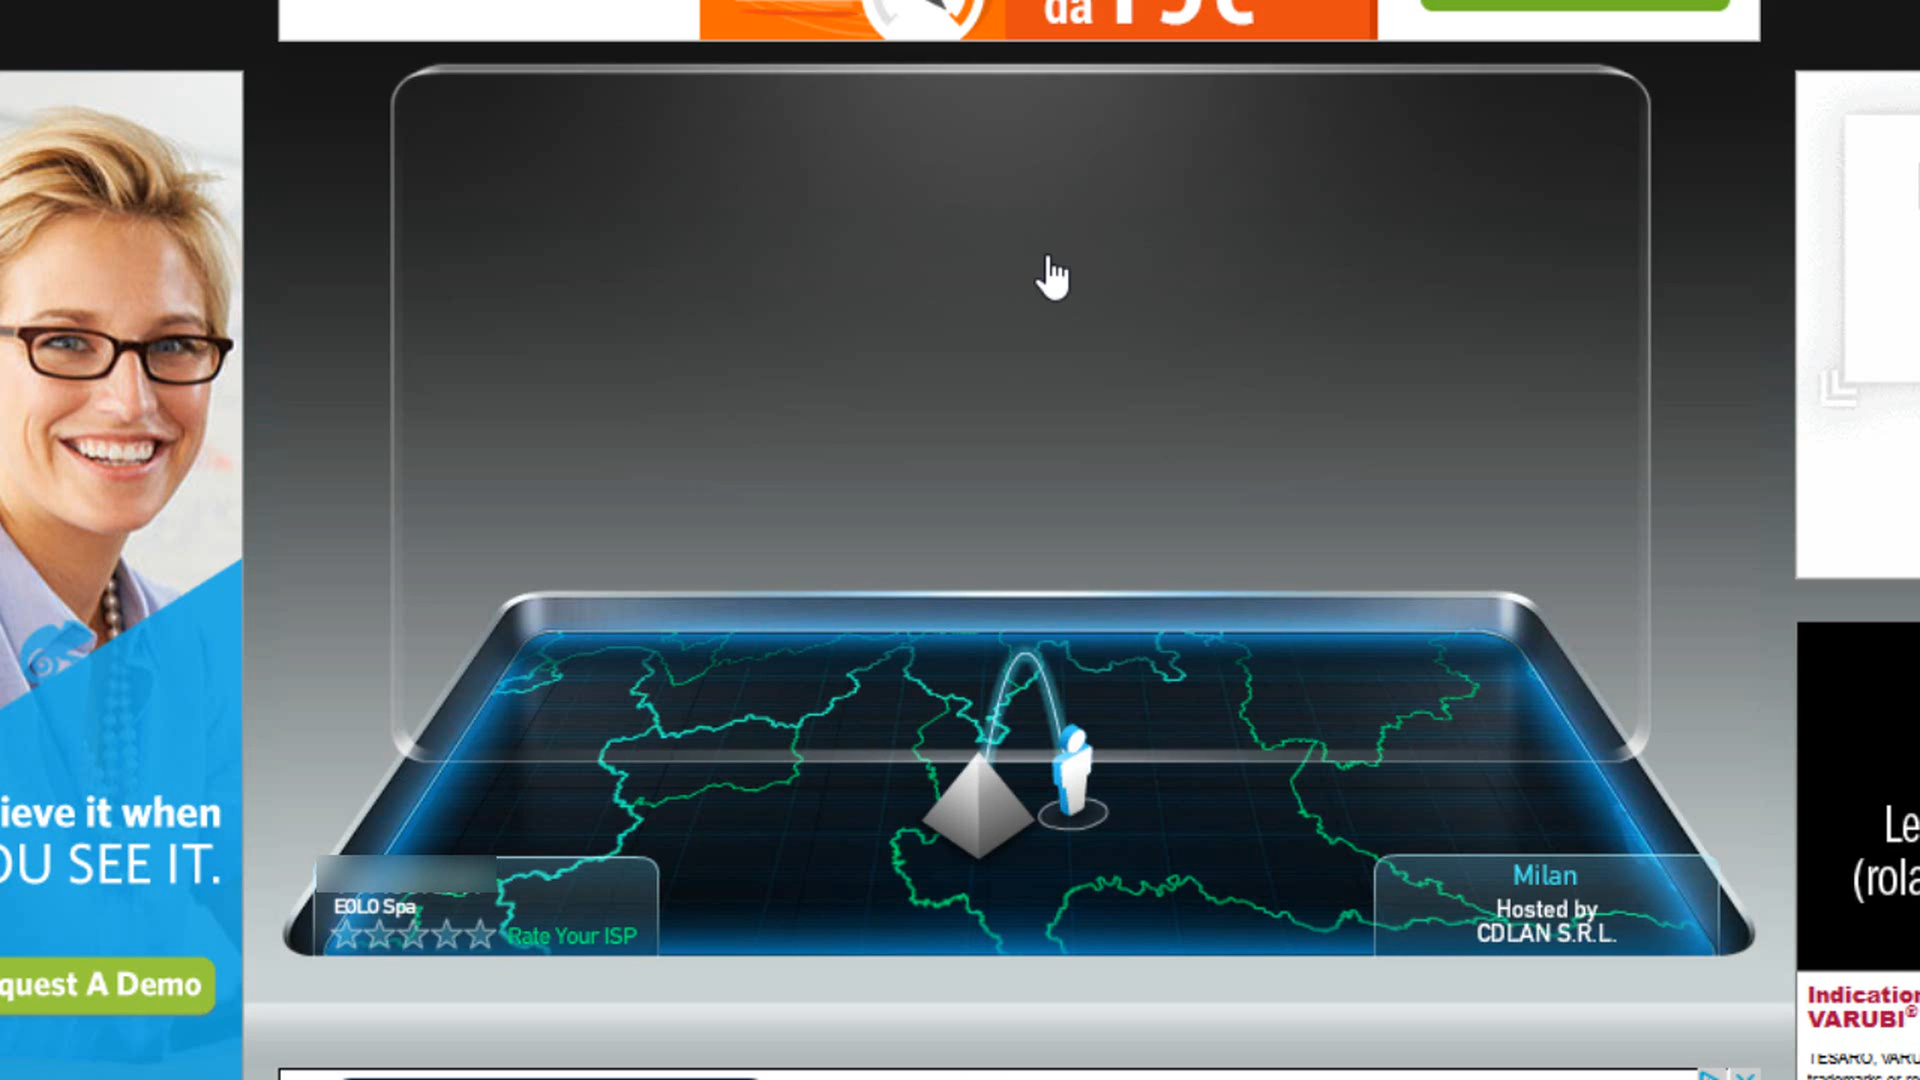 da
ieve it when
OU SEE IT.
quest A Demo
EOLO Spa
Rate Your ISP
Milan
Hosted by
CDLAN S.R.L.
Le
(rola
Indication
VARUBI®
TESARO, VARU